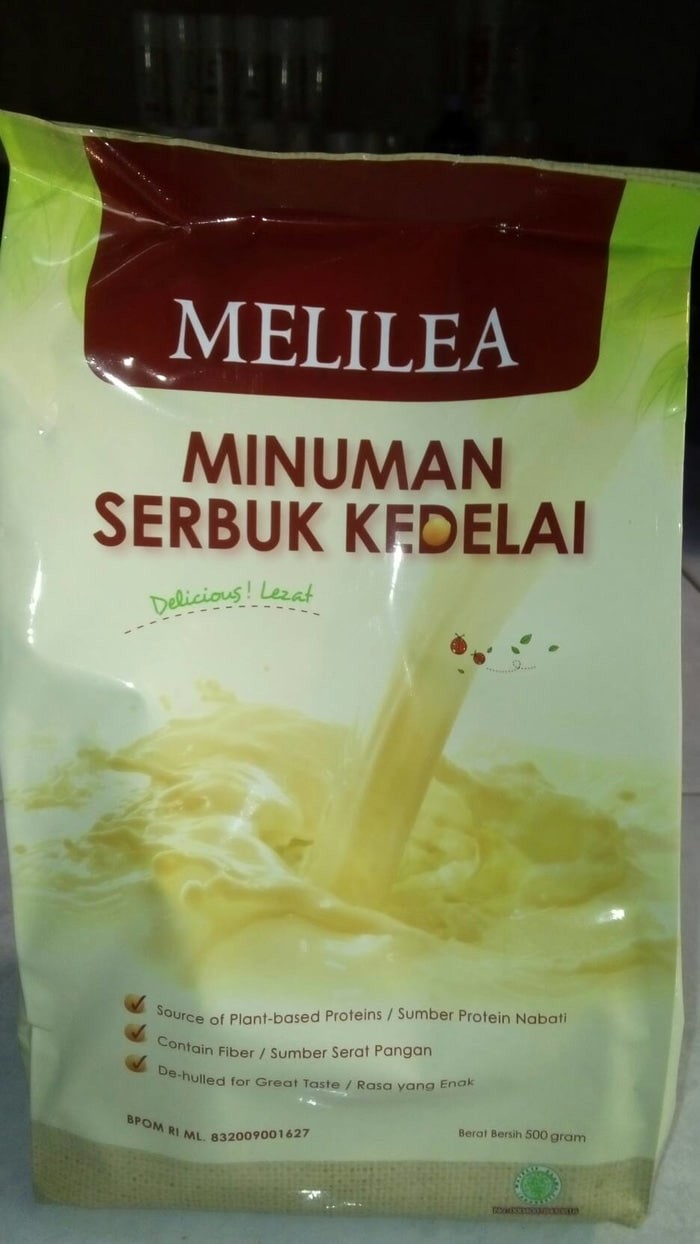 MELILEA
MINUMAN
SERBUK KEDELAI
Delicious! Lezat
Source of Plant-based Proteins / Sumber Protein Nabati
Contain Fiber / Sumber Serat Pangan
De-hulled for Great Taste / Rasa yang Enak
BPOM RI ML. 832009001627
Berat Bersih 500 gram